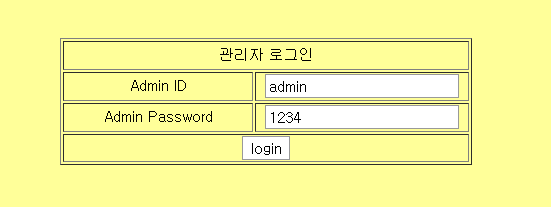 관리자 로그인
Admin ID admin
Admin Password 1234
login